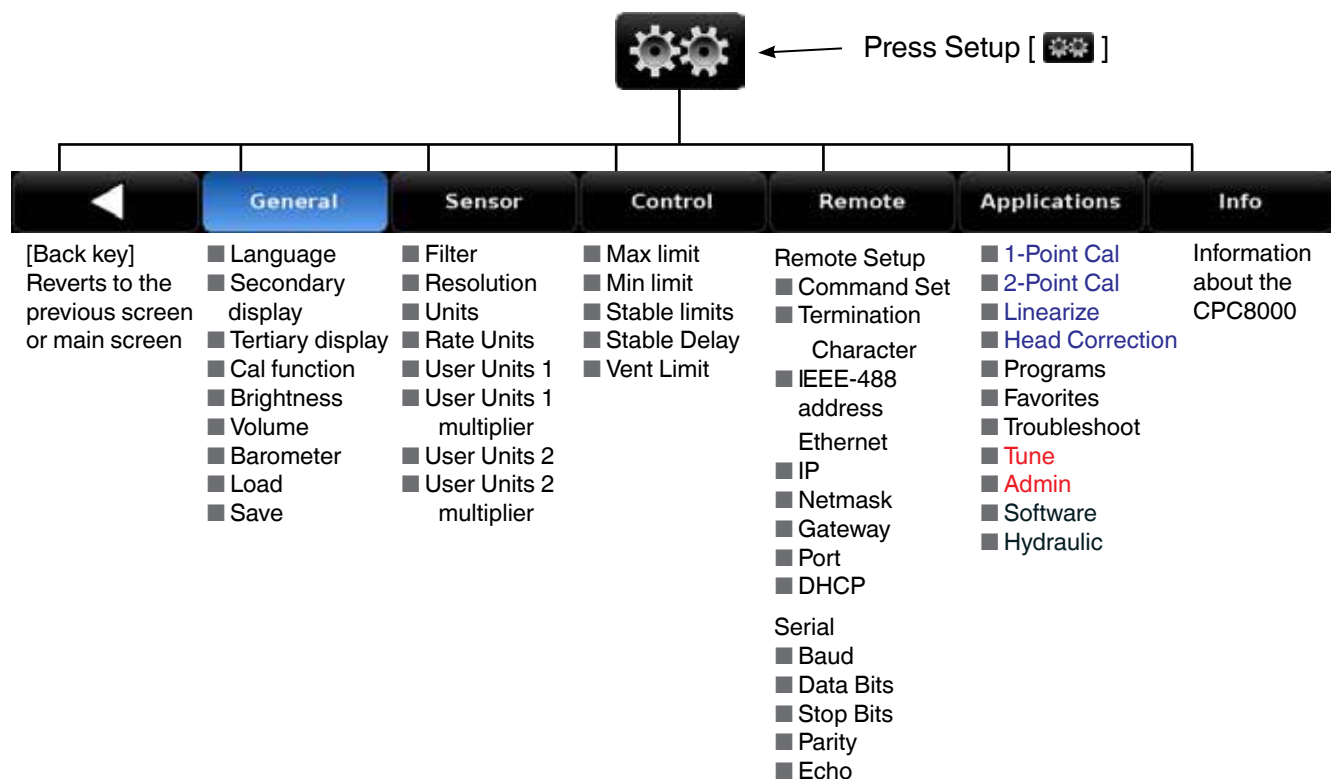 Press Setup [ ]
General
Sensor
Control
Remote
Applications
Info
[Back key]
Reverts to the
previous screen
or main screen
■ Language
■ Secondary
display
■ Tertiary display
■ Cal function
■ Brightness
■ Volume
■ Barometer
■ Load
■ Save
■ Filter
■ Resolution
■ Units
■ Rate Units
■ User Units 1
■ User Units 1
multiplier
■ User Units 2
■ User Units 2
multiplier
■ Max limit
■ Min limit
■ Stable limits
■ Stable Delay
■ Vent Limit
Remote Setup
■ Command Set
■ Termination
Character
■ IEEE-488
address
Ethernet
■ IP
■ Netmask
■ Gateway
■ Port
■ DHCP
Serial
■ Baud
■ Data Bits
■ Stop Bits
■ Parity
■ Echo
■ 1-Point Cal
■ 2-Point Cal
■ Linearize
■ Head Correction
■ Programs
■ Favorites
■ Troubleshoot
■ Tune
■ Admin
■ Software
■ Hydraulic
Information
about the
CPC8000